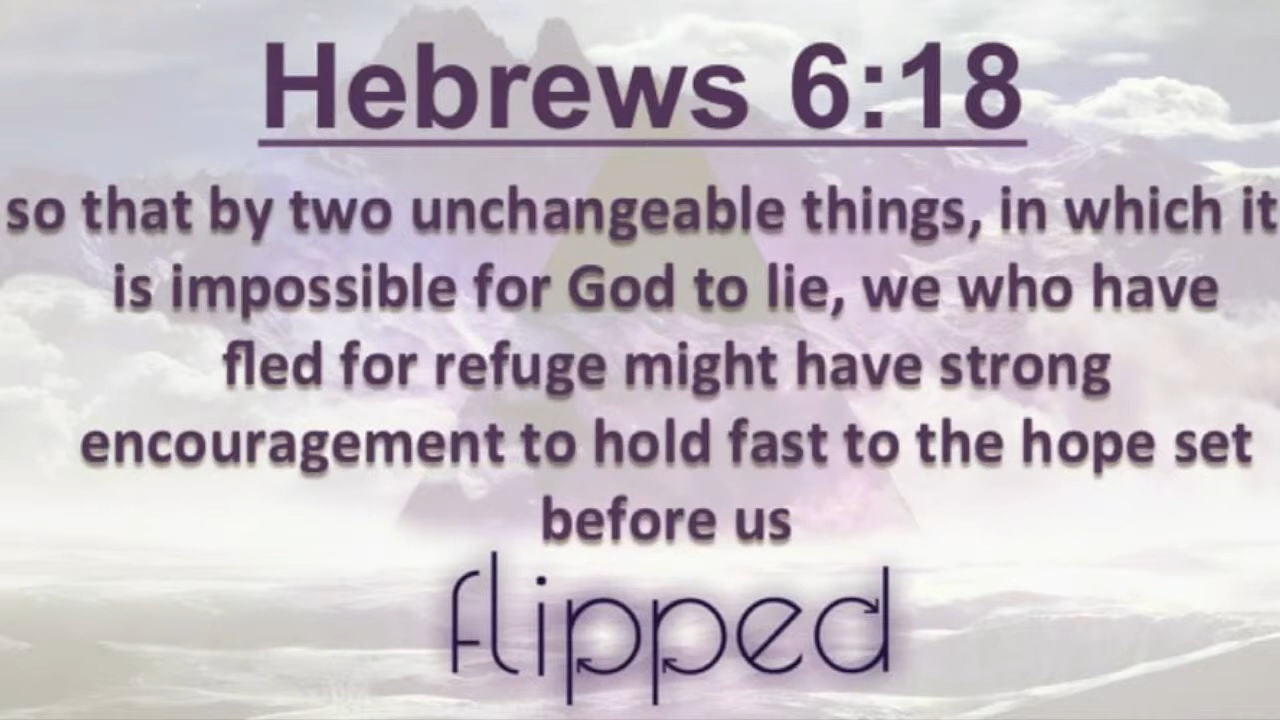 Hebrews 6:18
so that by two unchangeable things, in which it
is impossible for God to lie, we who have
fled for refuge might have strong
encouragement to hold fast to the hope set
before us
flipped